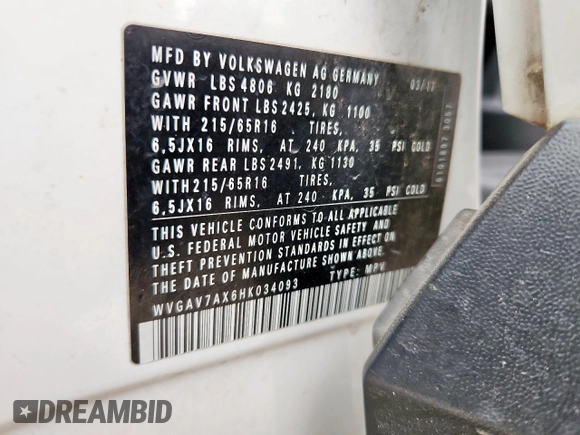 MFD BY VOLKSWAGEN AG GERMANY 03/17
GVWR LBS 4806 KG 2180
GAWR FRONT LBS 2425, KG 1100
WITH 215/65R16 TIRES,
6,5JX16 RIMS, AT 240 KPA, 35 PSI COLD
GAWR REAR LBS 2491, KG 1130
WITH 215/65R16 TIRES,
6,5JX16 RIMS, AT 240 KPA, 35 PSI COLD
THIS VEHICLE CONFORMS TO ALL APPLICABLE
U.S. FEDERAL MOTOR VEHICLE SAFETY AND
THEFT PREVENTION STANDARDS IN EFFECT ON
THE DATE OF MANUFACTURE SHOWN ABOVE.
WVGAV7AX6HK034093 TYPE: MPV
DREAMBID